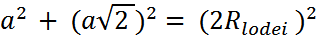 a² + (a√2)² = (2R_lodei)²